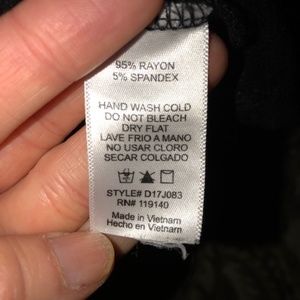 95% RAYON
5% SPANDEX
HAND WASH COLD
DO NOT BLEACH
DRY FLAT
LAVE FRIO A MANO
NO USAR CLORO
SECAR COLGADO
STYLE# D17J083
RN# 119140
Made in Vietnam
Hecho en Vietnam